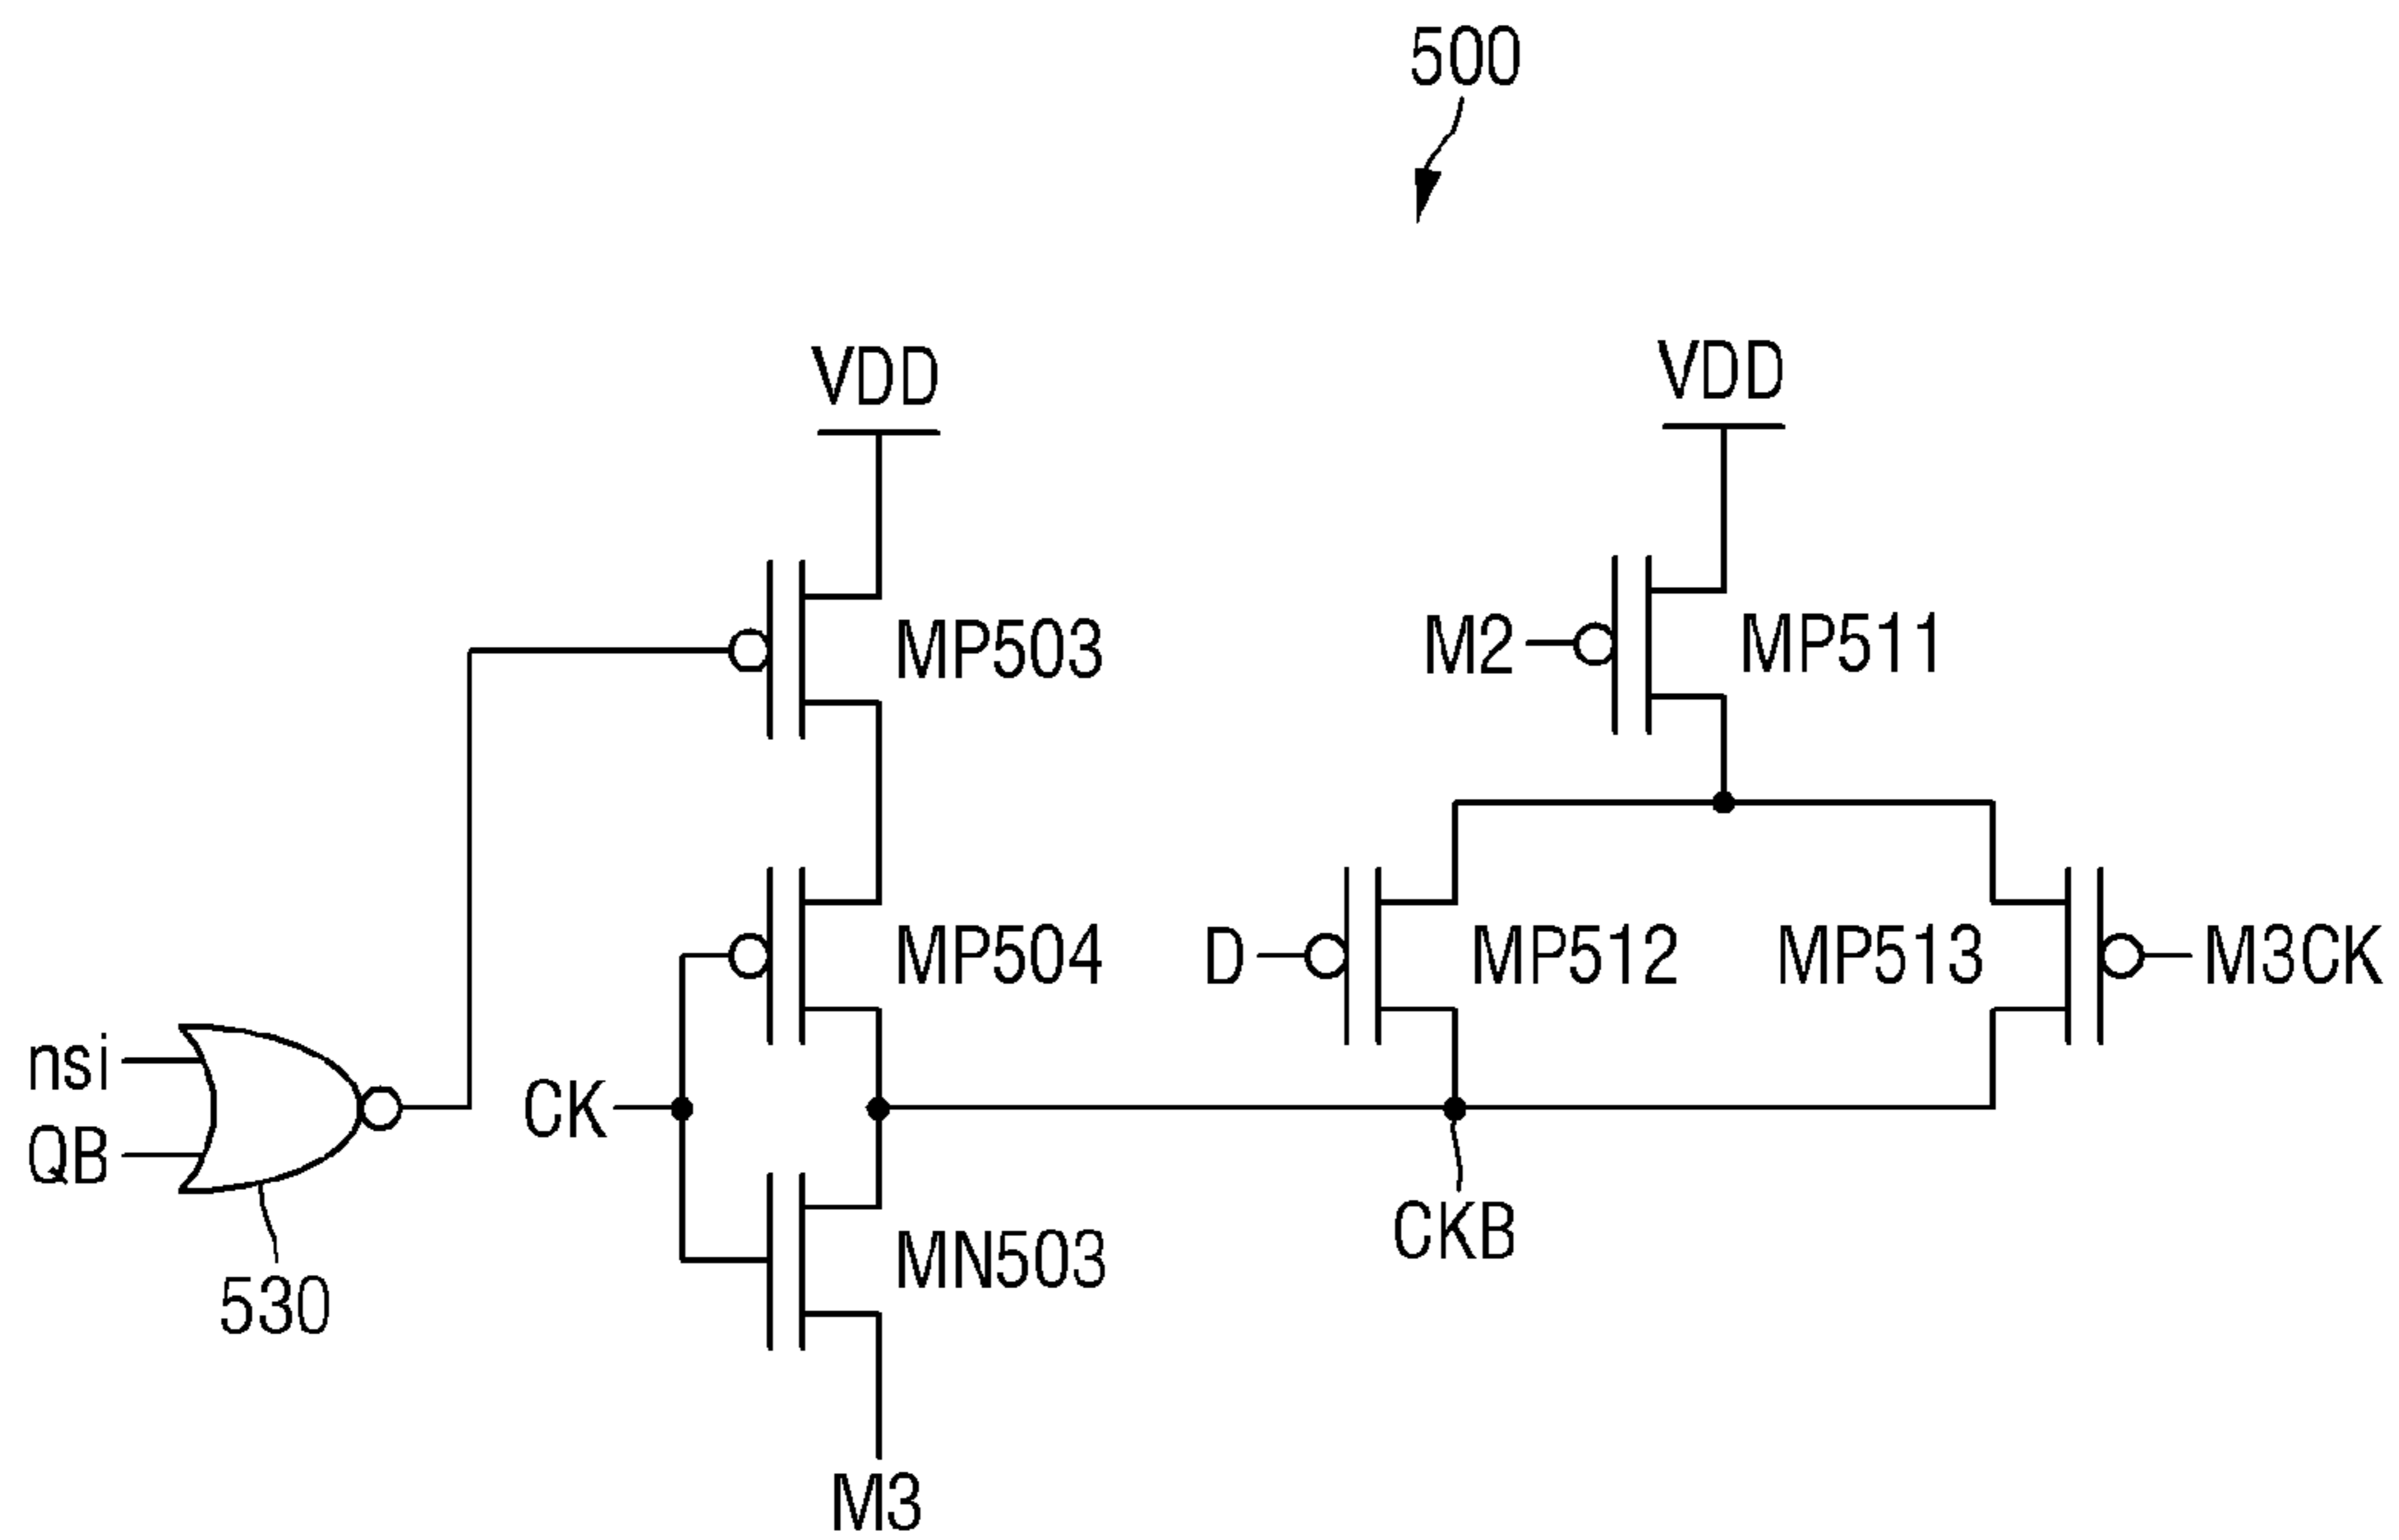 500
VDD
VDD
MP503
M2
MP511
MP504
D
MP512
MP513
M3CK
nsi
QB
CK
530
MN503
CKB
M3